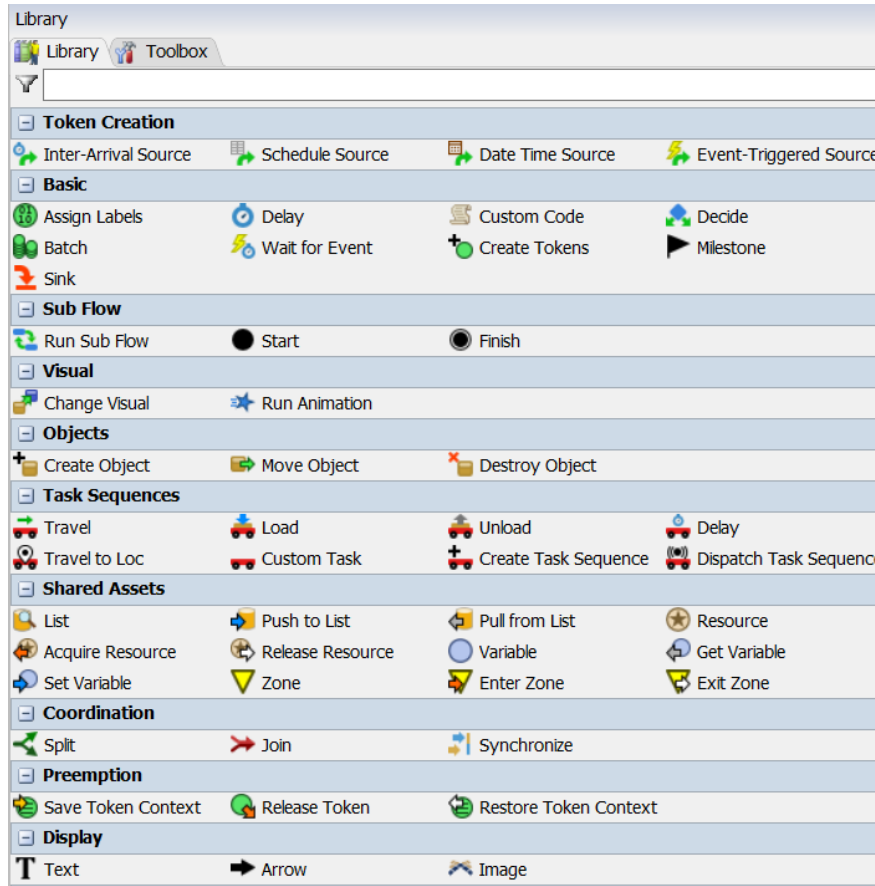 Library
Library Toolbox
Token Creation
Inter-Arrival Source Schedule Source Date Time Source Event-Triggered Source
Basic
Assign Labels Delay Custom Code Decide
Batch Wait for Event Create Tokens Milestone
Sink
Sub Flow
Run Sub Flow Start Finish
Visual
Change Visual Run Animation
Objects
Create Object Move Object Destroy Object
Task Sequences
Travel Load Unload Delay
Travel to Loc Custom Task Create Task Sequence Dispatch Task Sequence
Shared Assets
List Push to List Pull from List Resource
Acquire Resource Release Resource Variable Get Variable
Set Variable Zone Enter Zone Exit Zone
Coordination
Split Join Synchronize
Preemption
Save Token Context Release Token Restore Token Context
Display
T Text Arrow Image